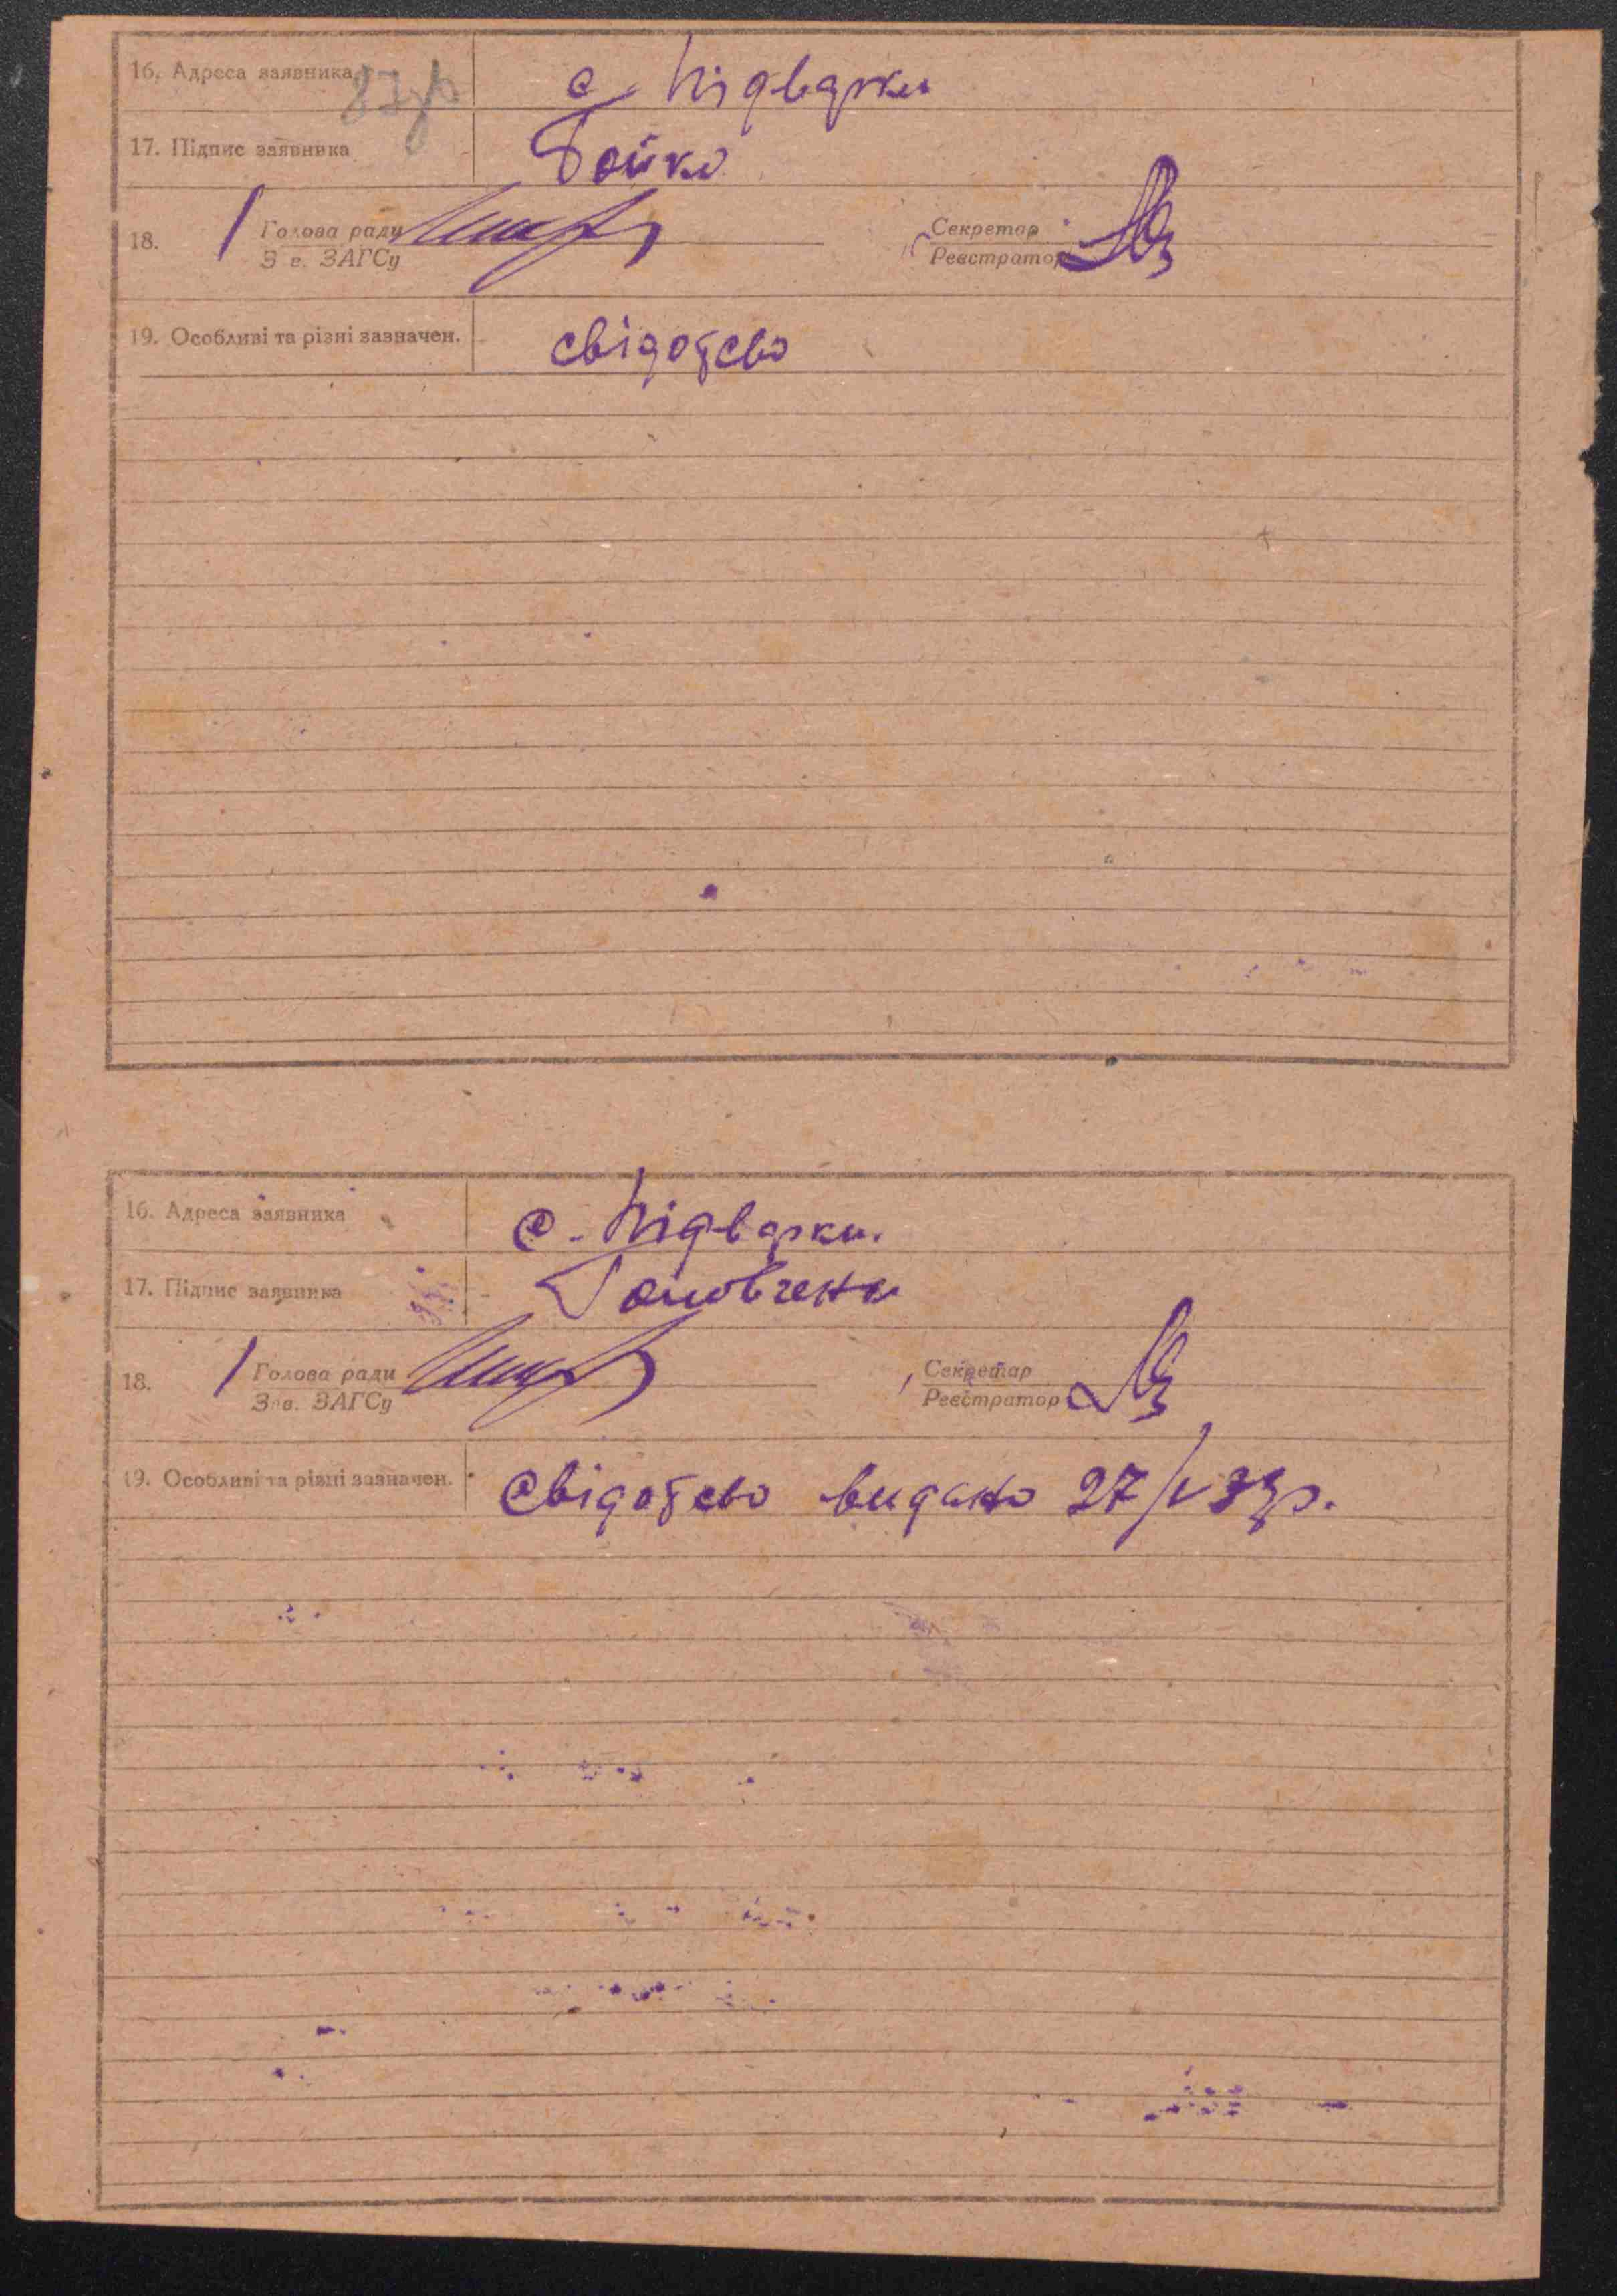 16. Адреса заявника с. Підварки
17. Підпис заявника Бойко
18. Голова ради Секретар
Зав. ЗАГСу Реєстратор
19. Особливі та різні зазначен. свідоцтво
16. Адреса заявника с. Підварки.
17. Підпис заявника
18. Голова ради Секретар
Зав. ЗАГСу Реєстратор
19. Особливі та різні зазначен. свідоцтво видано 27/V 33р.